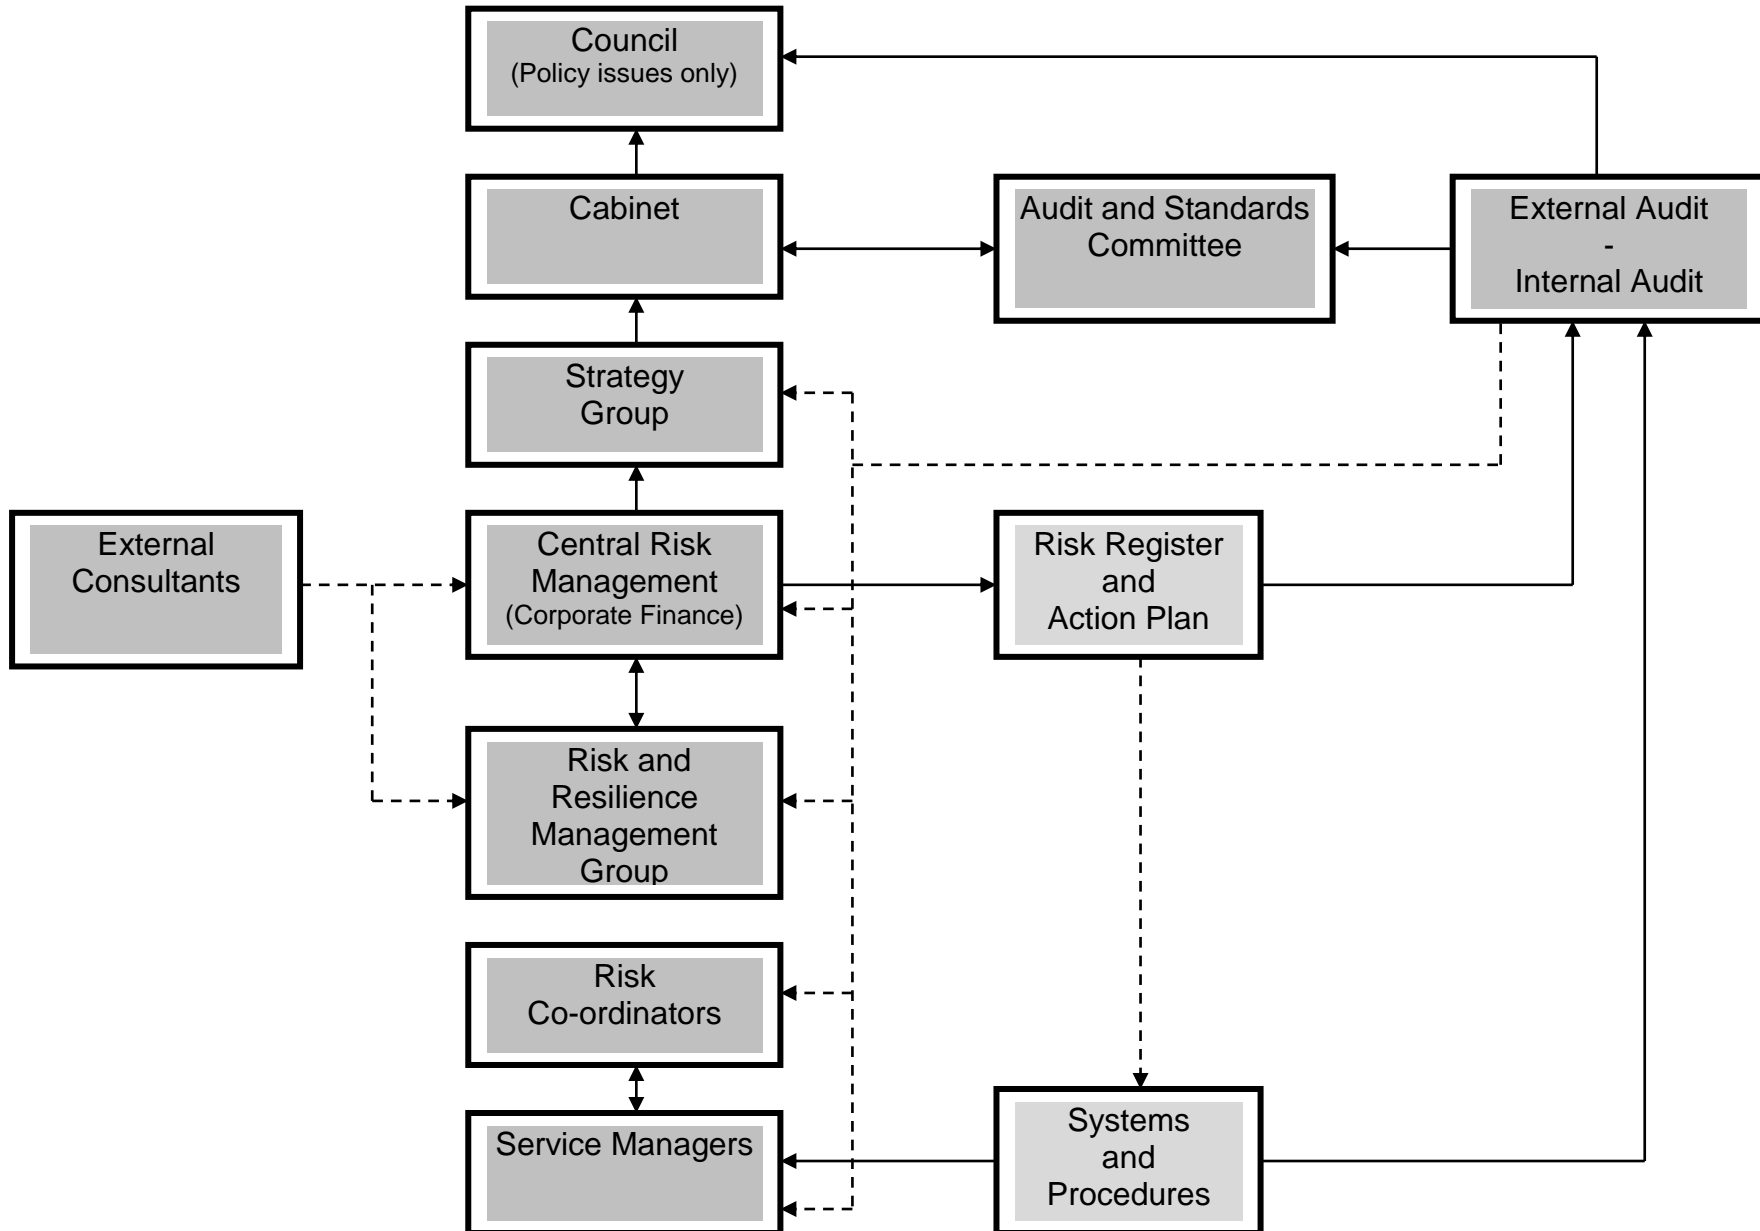 Council
(Policy issues only)
Cabinet
Audit and Standards
Committee
External Audit
-
Internal Audit
Strategy
Group
External
Consultants
Central Risk
Management
(Corporate Finance)
Risk Register
and
Action Plan
Risk and
Resilience
Management
Group
Risk
Co-ordinators
Service Managers
Systems
and
Procedures